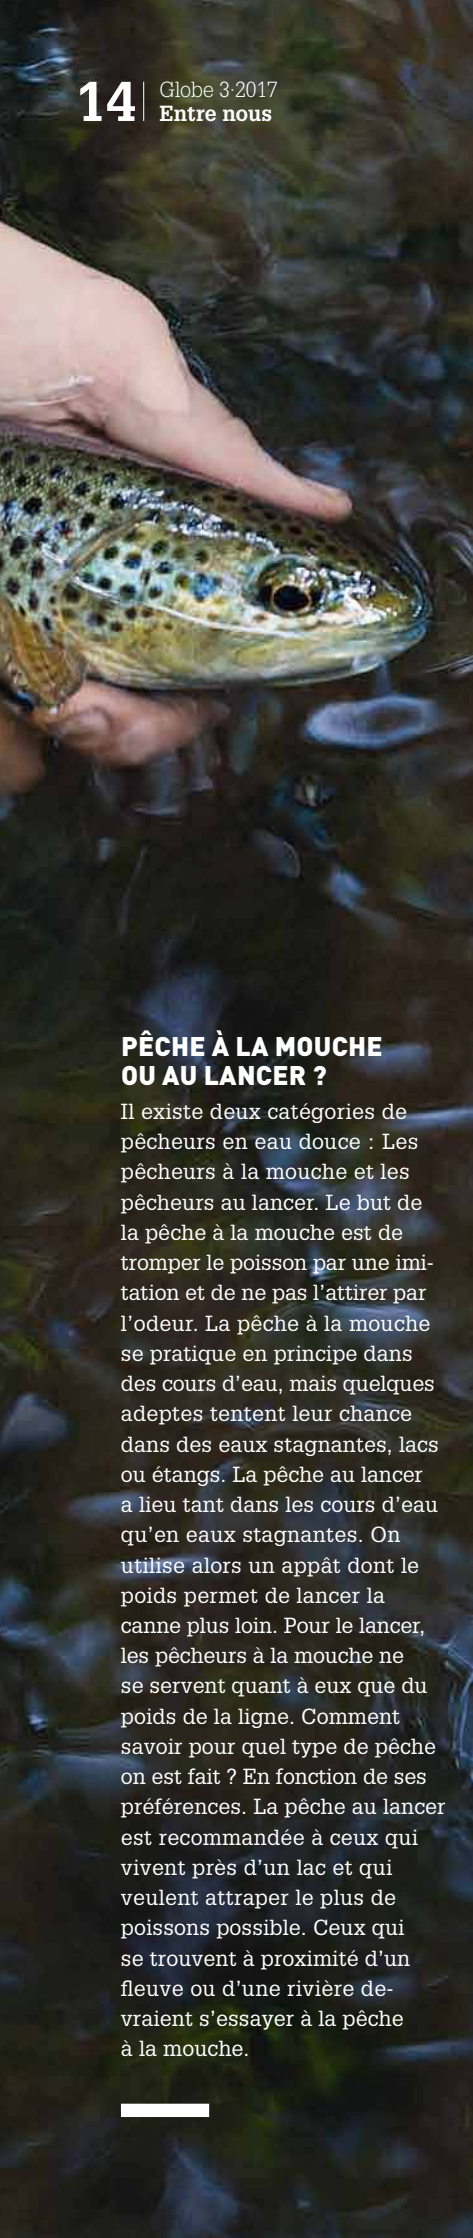 14
Globe 3·2017
Entre nous
PÊCHE À LA MOUCHE
OU AU LANCER ?
Il existe deux catégories de
pêcheurs en eau douce : Les
pêcheurs à la mouche et les
pêcheurs au lancer. Le but de
la pêche à la mouche est de
tromper le poisson par une imi-
tation et de ne pas l’attirer par
l’odeur. La pêche à la mouche
se pratique en principe dans
des cours d’eau, mais quelques
adeptes tentent leur chance
dans des eaux stagnantes, lacs
ou étangs. La pêche au lancer
a lieu tant dans les cours d’eau
qu’en eaux stagnantes. On
utilise alors un appât dont le
poids permet de lancer la
canne plus loin. Pour le lancer,
les pêcheurs à la mouche ne
se servent quant à eux que du
poids de la ligne. Comment
savoir pour quel type de pêche
on est fait ? En fonction de ses
préférences. La pêche au lancer
est recommandée à ceux qui
vivent près d’un lac et qui
veulent attraper le plus de
poissons possible. Ceux qui
se trouvent à proximité d’un
fleuve ou d’une rivière de-
vraient s’essayer à la pêche
à la mouche.